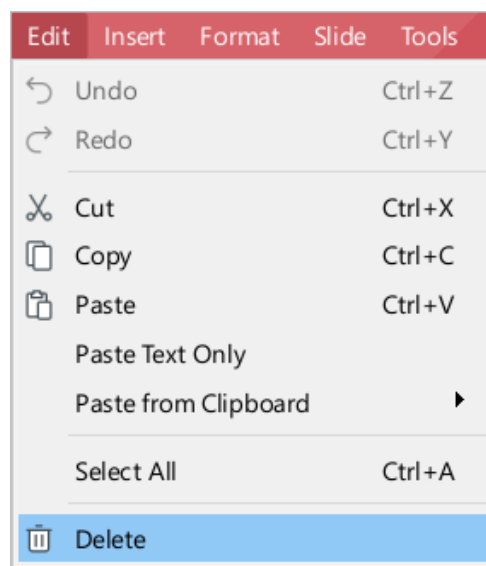 Edit Insert Format Slide Tools
Undo Ctrl+Z
Redo Ctrl+Y
Cut Ctrl+X
Copy Ctrl+C
Paste Ctrl+V
Paste Text Only
Paste from Clipboard
Select All Ctrl+A
Delete